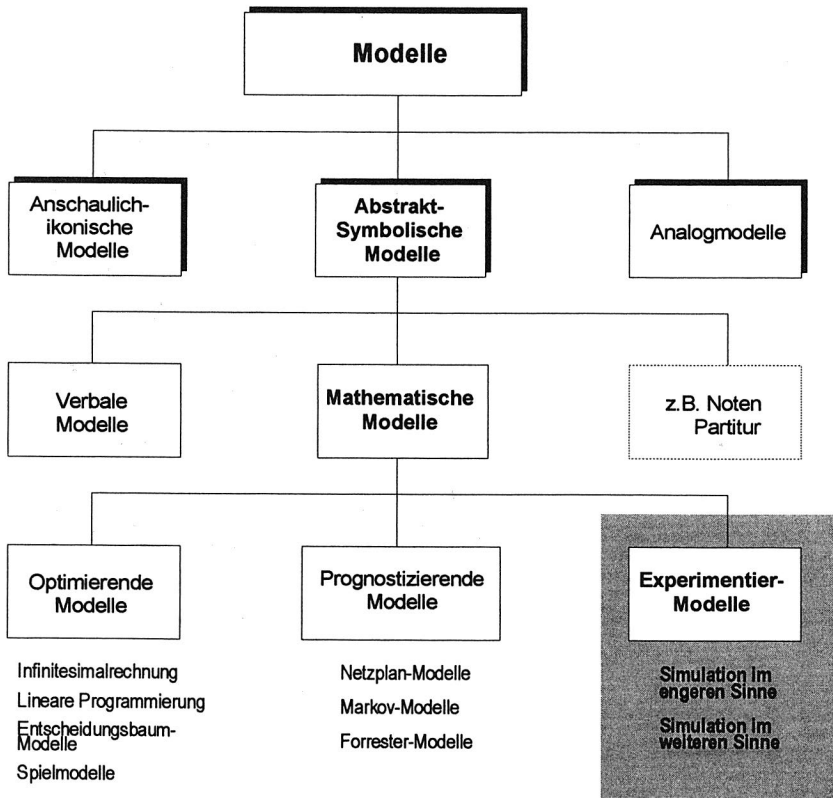 Modelle
Anschaulich-
ikonische
Modelle
Abstrakt-
Symbolische
Modelle
Analogmodelle
Verbale
Modelle
Mathematische
Modelle
z.B. Noten
Partitur
Optimierende
Modelle
Prognostizierende
Modelle
Experimentier-
Modelle
Infinitesimalrechnung
Lineare Programmierung
Entscheidungsbaum-
Modelle
Spielmodelle
Netzplan-Modelle
Markov-Modelle
Forrester-Modelle
Simulation im
engeren Sinne
Simulation im
weiteren Sinne